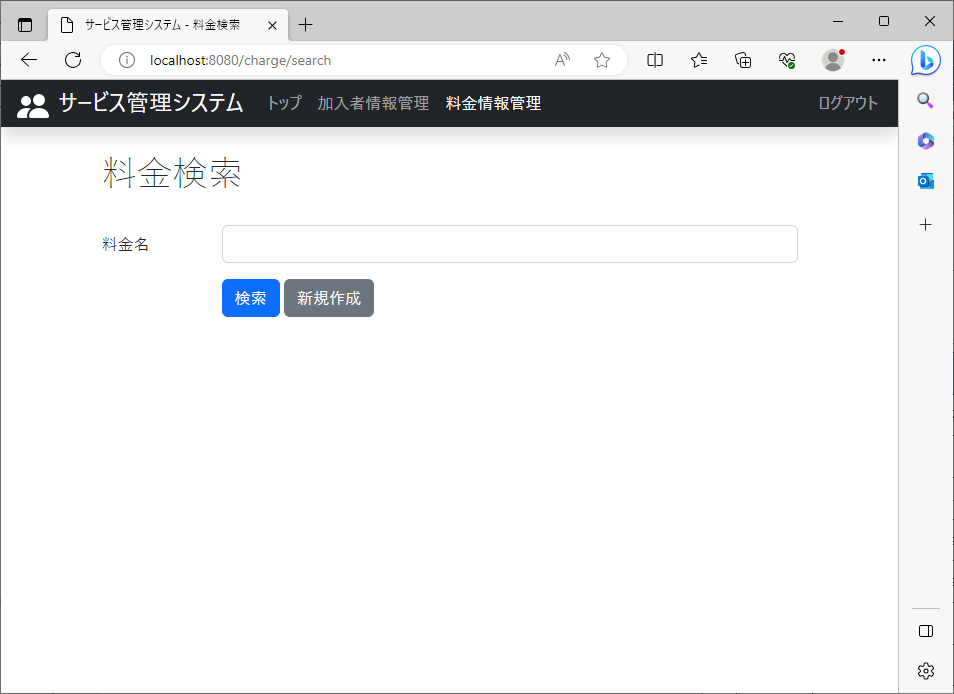 サービス管理システム - 料金検索
localhost:8080/charge/search
サービス管理システム トップ 加入者情報管理 料金情報管理 ログアウト
料金検索
料金名
検索 新規作成